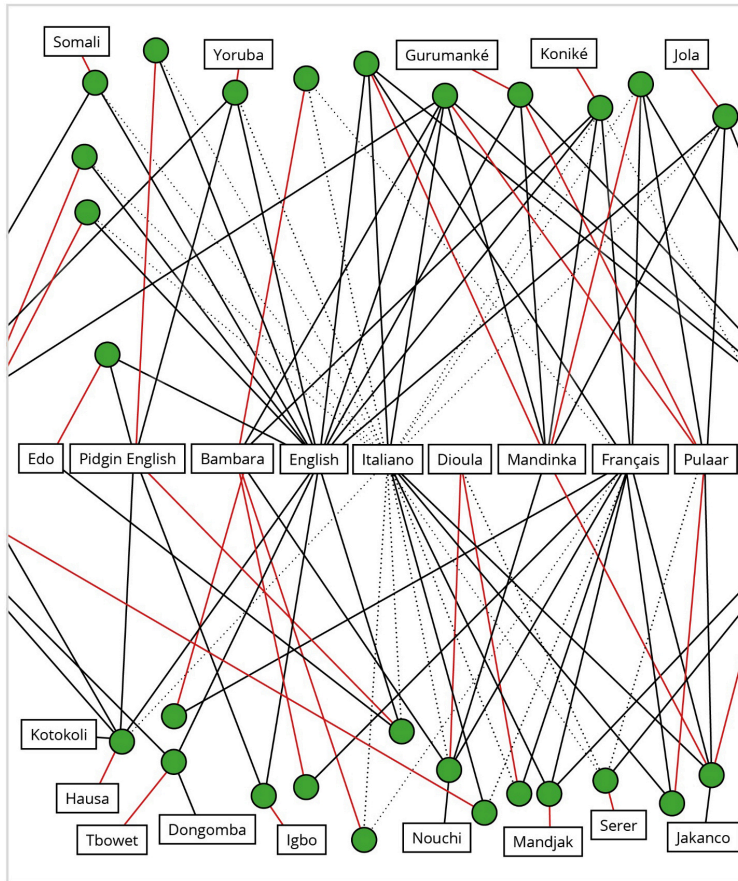 Somali
Yoruba
Gurumanké
Koniké
Jola
Edo
Pidgin English
Bambara
English
Italiano
Dioula
Mandinka
Français
Pulaar
Kotokoli
Hausa
Tbowet
Dongomba
Igbo
Nouchi
Mandjak
Serer
Jakanco